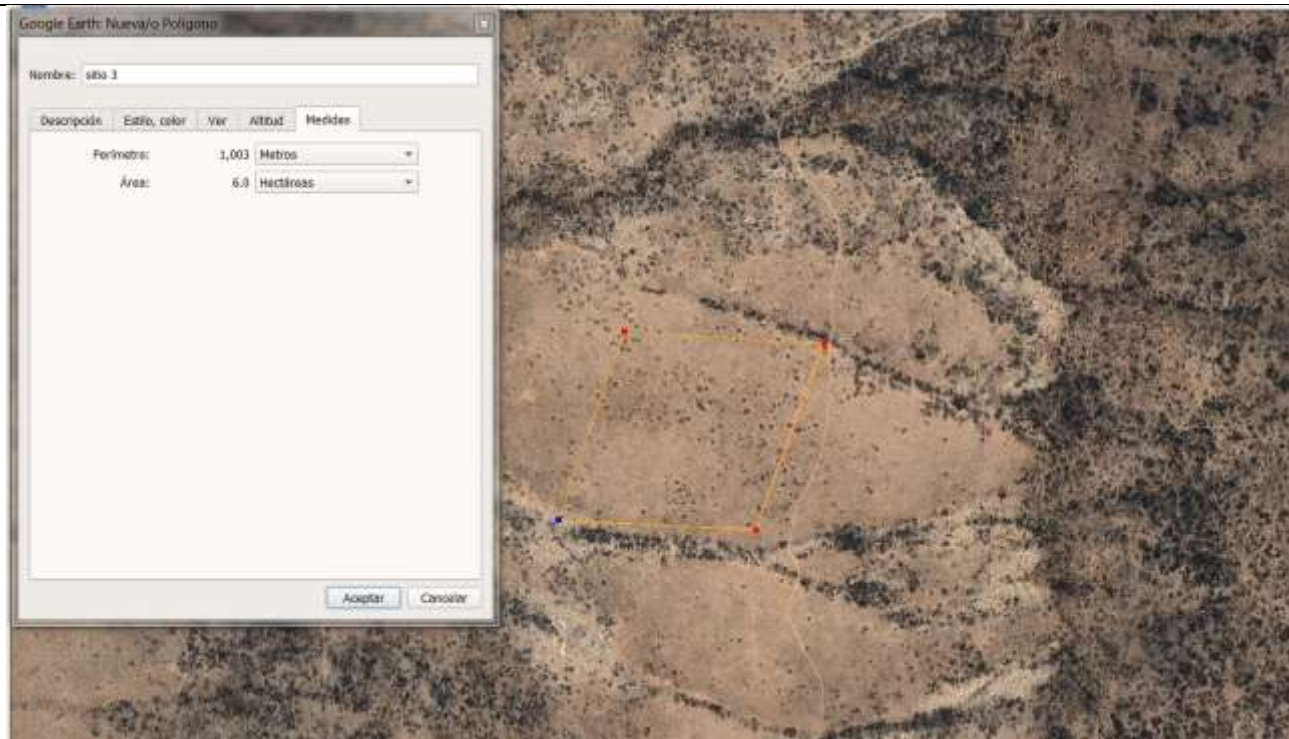 Google Earth: Nueva/o Polígono
Nombre: sitio 3
Descripción Estilo, color Ver Altitud Medidas
Perímetro: 1,003 Metros
Área: 6.0 Hectáreas
Aceptar Cancelar